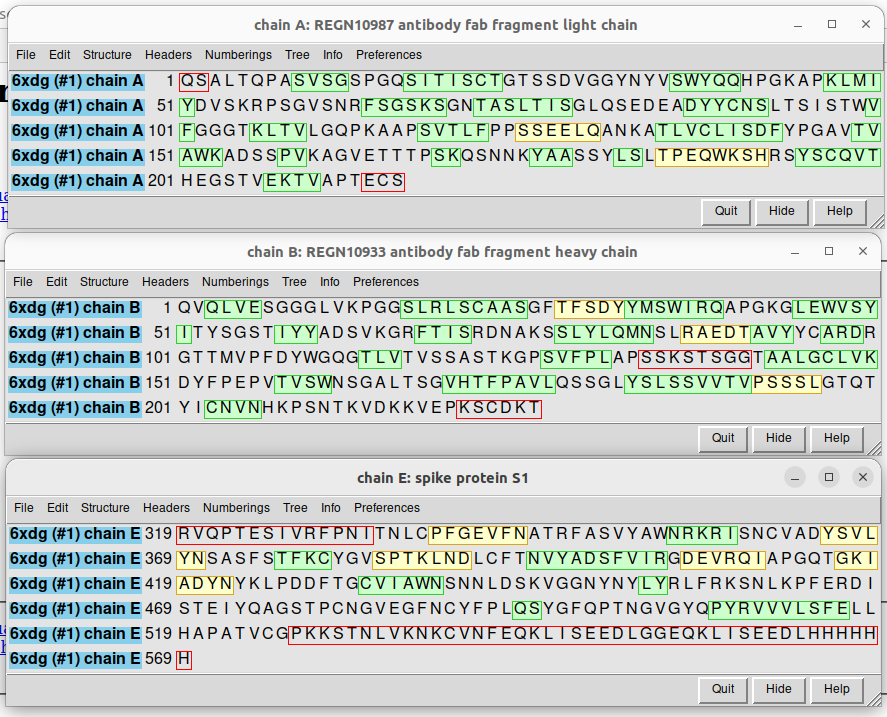 chain A: REGN10987 antibody fab fragment light chain
File Edit Structure Headers Numberings Tree Info Preferences
6xdg (#1) chain A 1 QSALTQPASVSGSPGQSITISCTGTSSDVGGYNYVSWYQQHPGKAPKLMI
6xdg (#1) chain A 51 YDVSKRPSGVSNRFSGSKSGNTASLTISGLQSEDEADYYCNSLTSISTWV
6xdg (#1) chain A 101 FGGGTKLTVLGQPKAAPSVTLFPPSSEELQANKATLVCLISDFYPGAVTV
6xdg (#1) chain A 151 AWKADSSPVKAGVETTTPSKQSNNKYAASSYLSLTPEQWKSHRSYSCQVT
6xdg (#1) chain A 201 HEGSTVEKTVAPTECS
Quit Hide Help
chain B: REGN10933 antibody fab fragment heavy chain
File Edit Structure Headers Numberings Tree Info Preferences
6xdg (#1) chain B 1 QVQLVESGGGLVKPGGSLRLSCAASGFTFSDYYMSWIRQAPGKGLEWVSY
6xdg (#1) chain B 51 ITYSGSTIYYADSVKGRFTISRDNAKSSLYLQMNSLRAEDTAVYYCARDR
6xdg (#1) chain B 101 GTTMVPFDYWGQGTLVTVSSASTKGPSVFPLAPSSKSTSGGTAALGCLVK
6xdg (#1) chain B 151 DYFPEPVTVSWNSGALTSGVHTFPAVLQSSGLYSLSSVVTVPSSSLGTQT
6xdg (#1) chain B 201 YICNVNHKPSNTKVDKKVEPKSCDKT
Quit Hide Help
chain E: spike protein S1
File Edit Structure Headers Numberings Tree Info Preferences
6xdg (#1) chain E 319 RVQPTESIVRFPNITNLCPFGEVFNATRFASVYAWNRKRISNCVADYSVL
6xdg (#1) chain E 369 YNSASFSTFKCYGVSPTKLNDLCFTNVYADSFVIRGDEVRQIAPGQTGKI
6xdg (#1) chain E 419 ADYNYKLPDDFTGCVIAWNSNNLDSKVGGNYNYLYRLFRKSNLKPFERDI
6xdg (#1) chain E 469 STEIYQAGSTPCNGVEGFNCYFPLQSYGFQPTNGVGYQPYRVVVLSFELL
6xdg (#1) chain E 519 HAPATVCGPKKSTNLVKNKCVNFEQKLISEEDLGGEQKLISEEDLHHHHH
6xdg (#1) chain E 569 H
Quit Hide Help